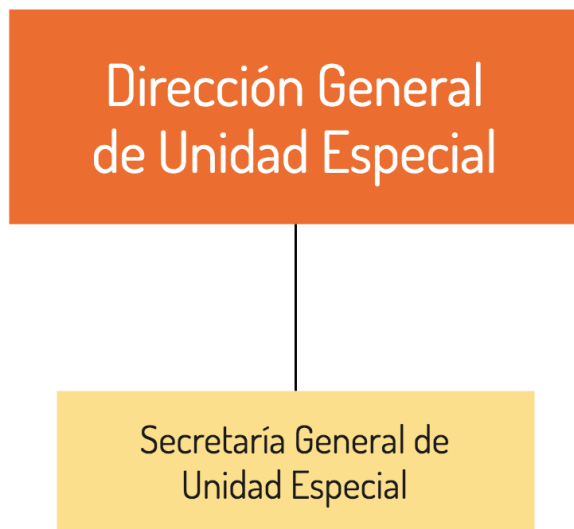 Dirección General
de Unidad Especial
Secretaría General de
Unidad Especial